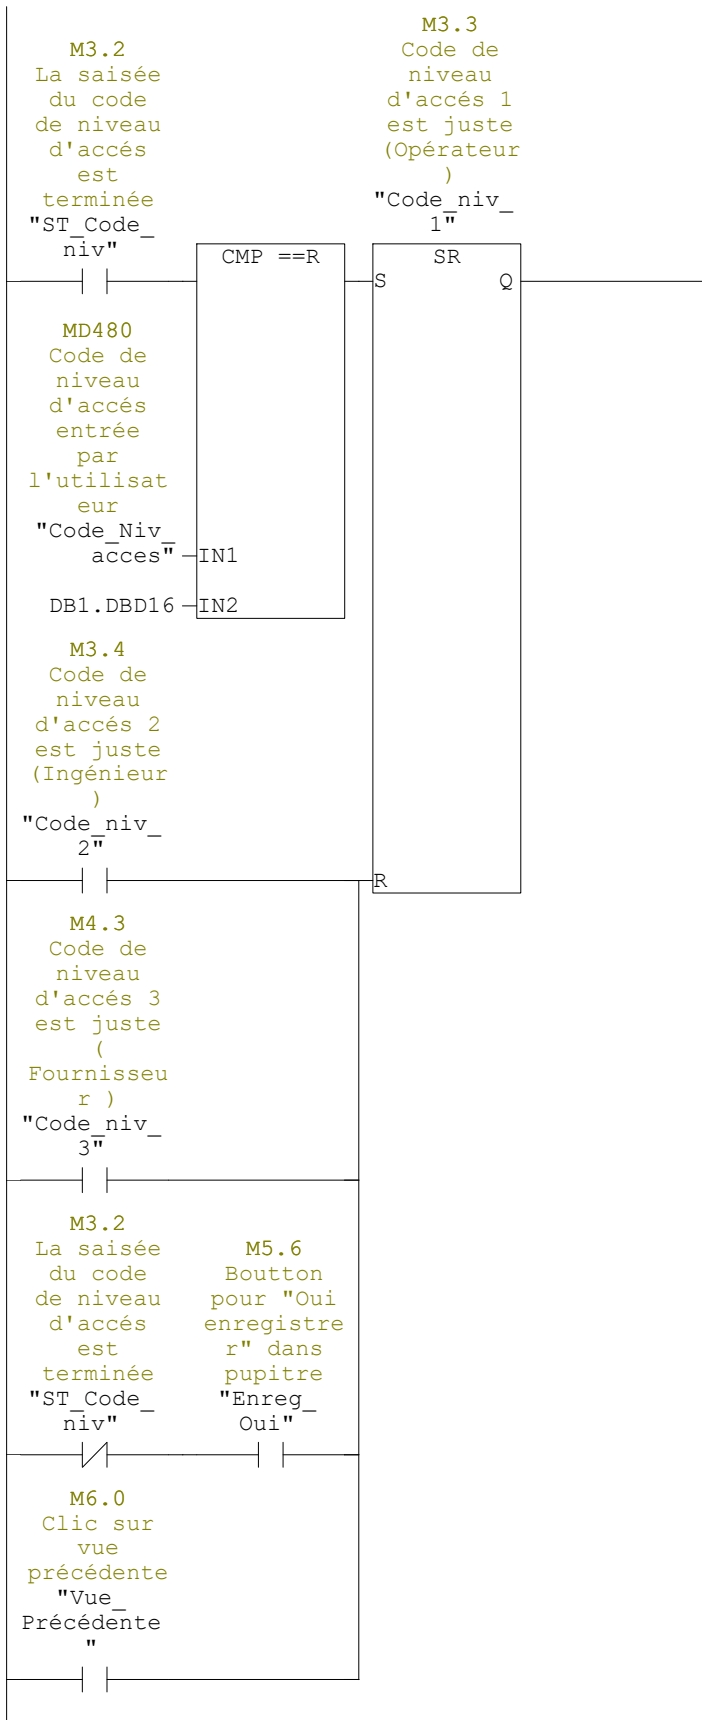 M3.2
La saisée
du code
de niveau
d'accés
est
terminée
"ST_Code_
niv"
M3.3
Code de
niveau
d'accés 1
est juste
(Opérateur
)
"Code_niv_
1"
CMP ==R
SR
S
Q
MD480
Code de
niveau
d'accés
entrée
par
l'utilisat
eur
"Code_Niv_
acces"
IN1
DB1.DBD16
IN2
M3.4
Code de
niveau
d'accés 2
est juste
(Ingénieur
)
"Code_niv_
2"
R
M4.3
Code de
niveau
d'accés 3
est juste
(
Fournisseu
r )
"Code_niv_
3"
M3.2
La saisée
du code
de niveau
d'accés
est
terminée
"ST_Code_
niv"
M5.6
Boutton
pour "Oui
enregistre
r" dans
pupitre
"Enreg_
Oui"
M6.0
Clic sur
vue
précédente
"Vue_
Précédente
"